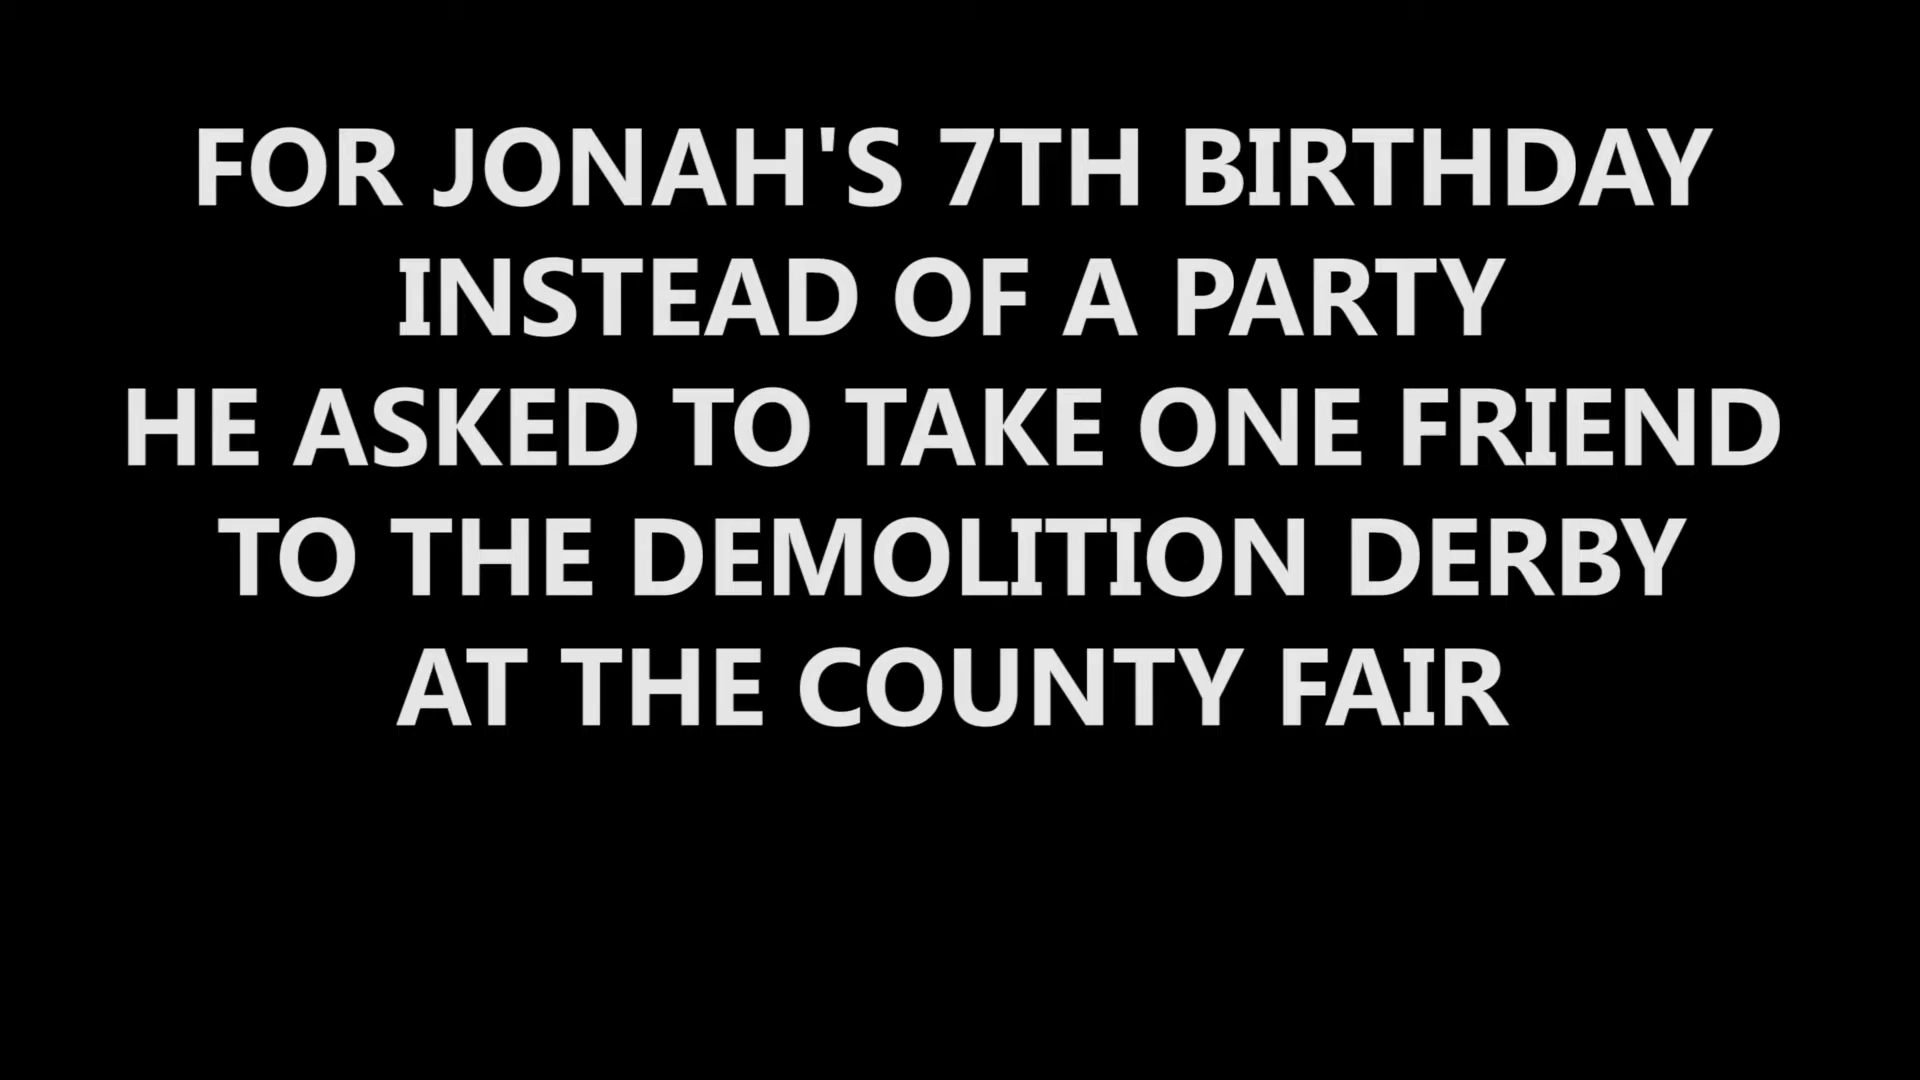 FOR JONAH'S 7TH BIRTHDAY
INSTEAD OF A PARTY
HE ASKED TO TAKE ONE FRIEND
TO THE DEMOLITION DERBY
AT THE COUNTY FAIR